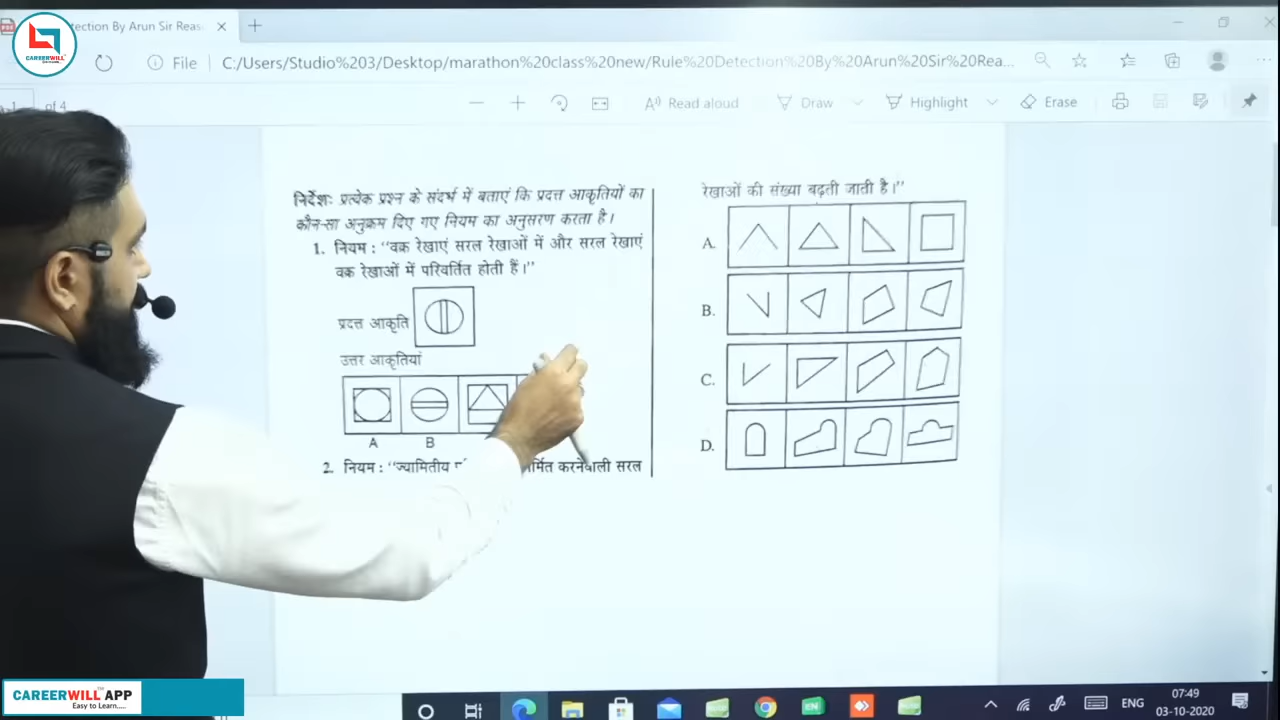 CAREERWILL
etection By Arun Sir Reas
File
C:/Users/Studio%203/Desktop/marathon%20class%20new/Rule%20Detection%20By%20Arun%20Sir%20Rea...
1 of 4
Read aloud
Draw
Highlight
Erase
निर्देशः प्रत्येक प्रश्न के संदर्भ में बताएं कि प्रदत्त आकृतियों का
कौन-सा अनुक्रम दिए गए नियम का अनुसरण करता है।
1. नियम : "वक्र रेखाएं सरल रेखाओं में और सरल रेखाएं
वक्र रेखाओं में परिवर्तित होती हैं।"
प्रदत्त आकृति
उत्तर आकृतियां
A B
2. नियम : "ज्यामितीय करनेवाली सरल
रेखाओं की संख्या बढ़ती जाती है।"
A.
B.
C.
D.
CAREERWILL APP
Easy to Learn.....
ENG
07:49
03-10-2020